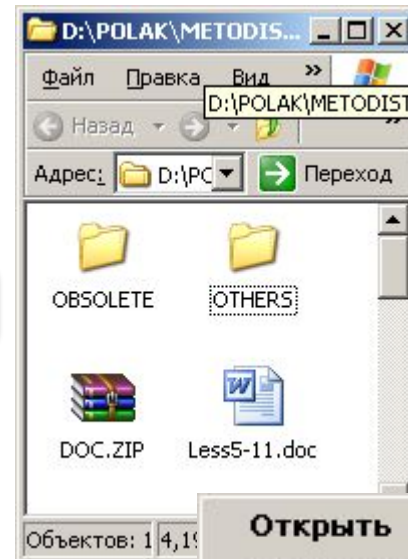 D:\POLAK\METODIS...
Файл Правка Вид »
D:\POLAK\METODIST
Назад
Адрес: D:\PC Переход
OBSOLETE OTHERS
DOC.ZIP Less5-11.doc
Объектов: 1 4,19
Открыть